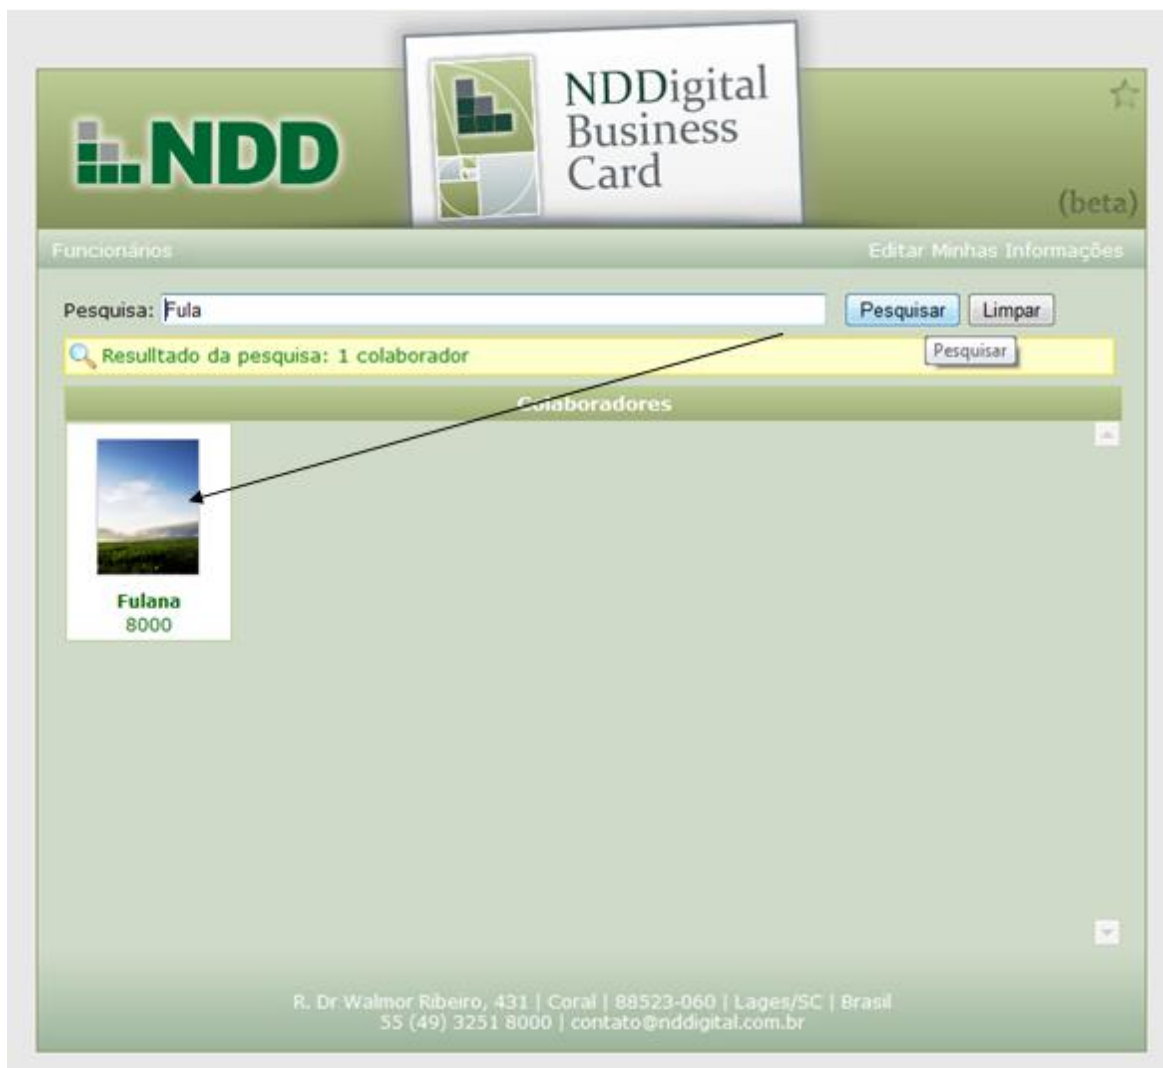 NDD
NDDigital
Business
Card
(beta)
Funcionários
Editar Minhas Informações
Pesquisa: Fula
Pesquisar
Limpar
Resulltado da pesquisa: 1 colaborador
Pesquisar
Colaboradores
Fulana
8000
R. Dr Walmor Ribeiro, 431 | Coral | 88523-060 | Lages/SC | Brasil
55 (49) 3251 8000 | contato@nddigital.com.br